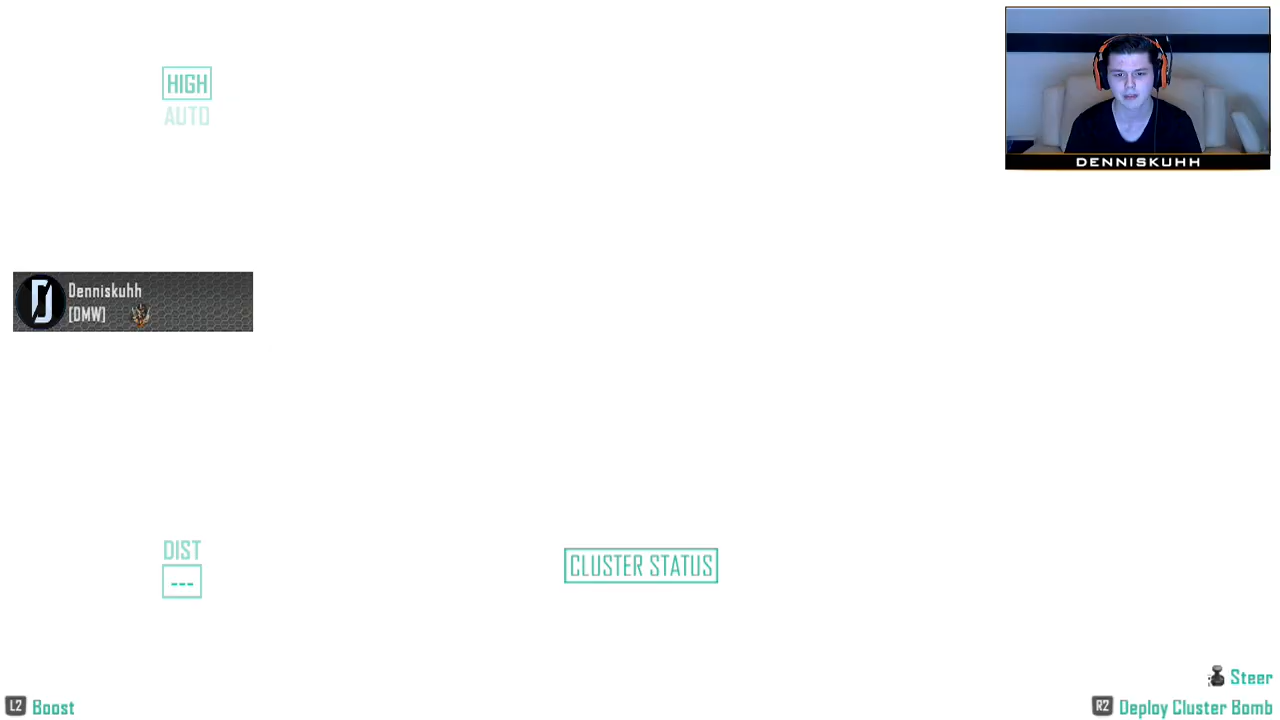 HIGH
AUTO
DENNISKUHH
Denniskuhh
[DMW]
DIST
---
CLUSTER STATUS
Steer
L2 Boost
R2 Deploy Cluster Bomb